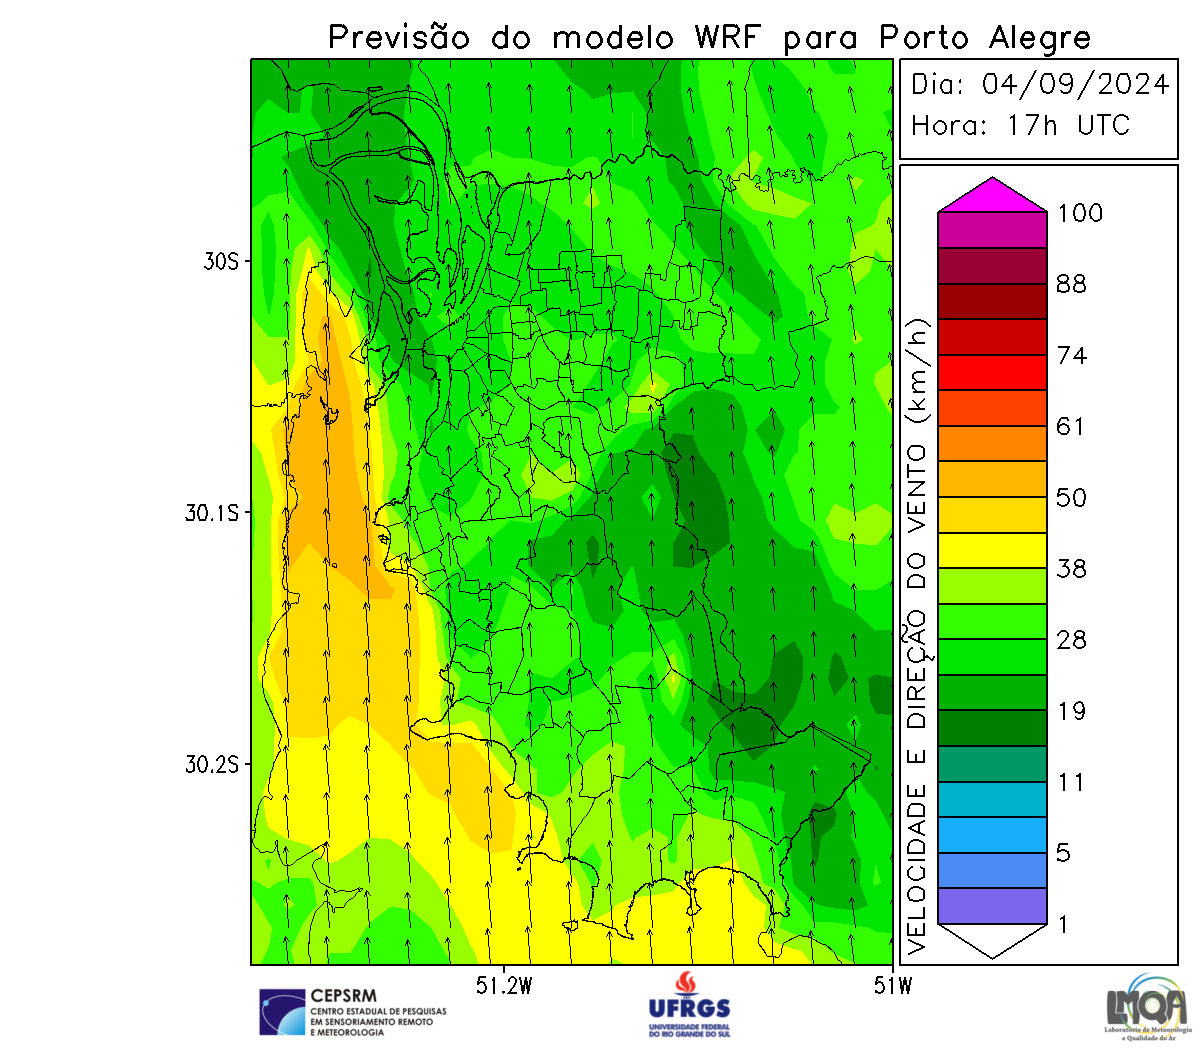 Previsão do modelo WRF para Porto Alegre
Dia: 04/09/2024
Hora: 17h UTC
30S
30.1S
30.2S
51.2W
51W
VELOCIDADE E DIREÇÃO DO VENTO (km/h)
100
88
74
61
50
38
28
19
11
5
1
CEPSRM
CENTRO ESTADUAL DE PESQUISAS
EM SENSORIAMENTO REMOTO
E METEOROLOGIA
UFRGS
UNIVERSIDADE FEDERAL
DO RIO GRANDE DO SUL
LMQA
Laboratório de Meteorologia
e Qualidade do Ar